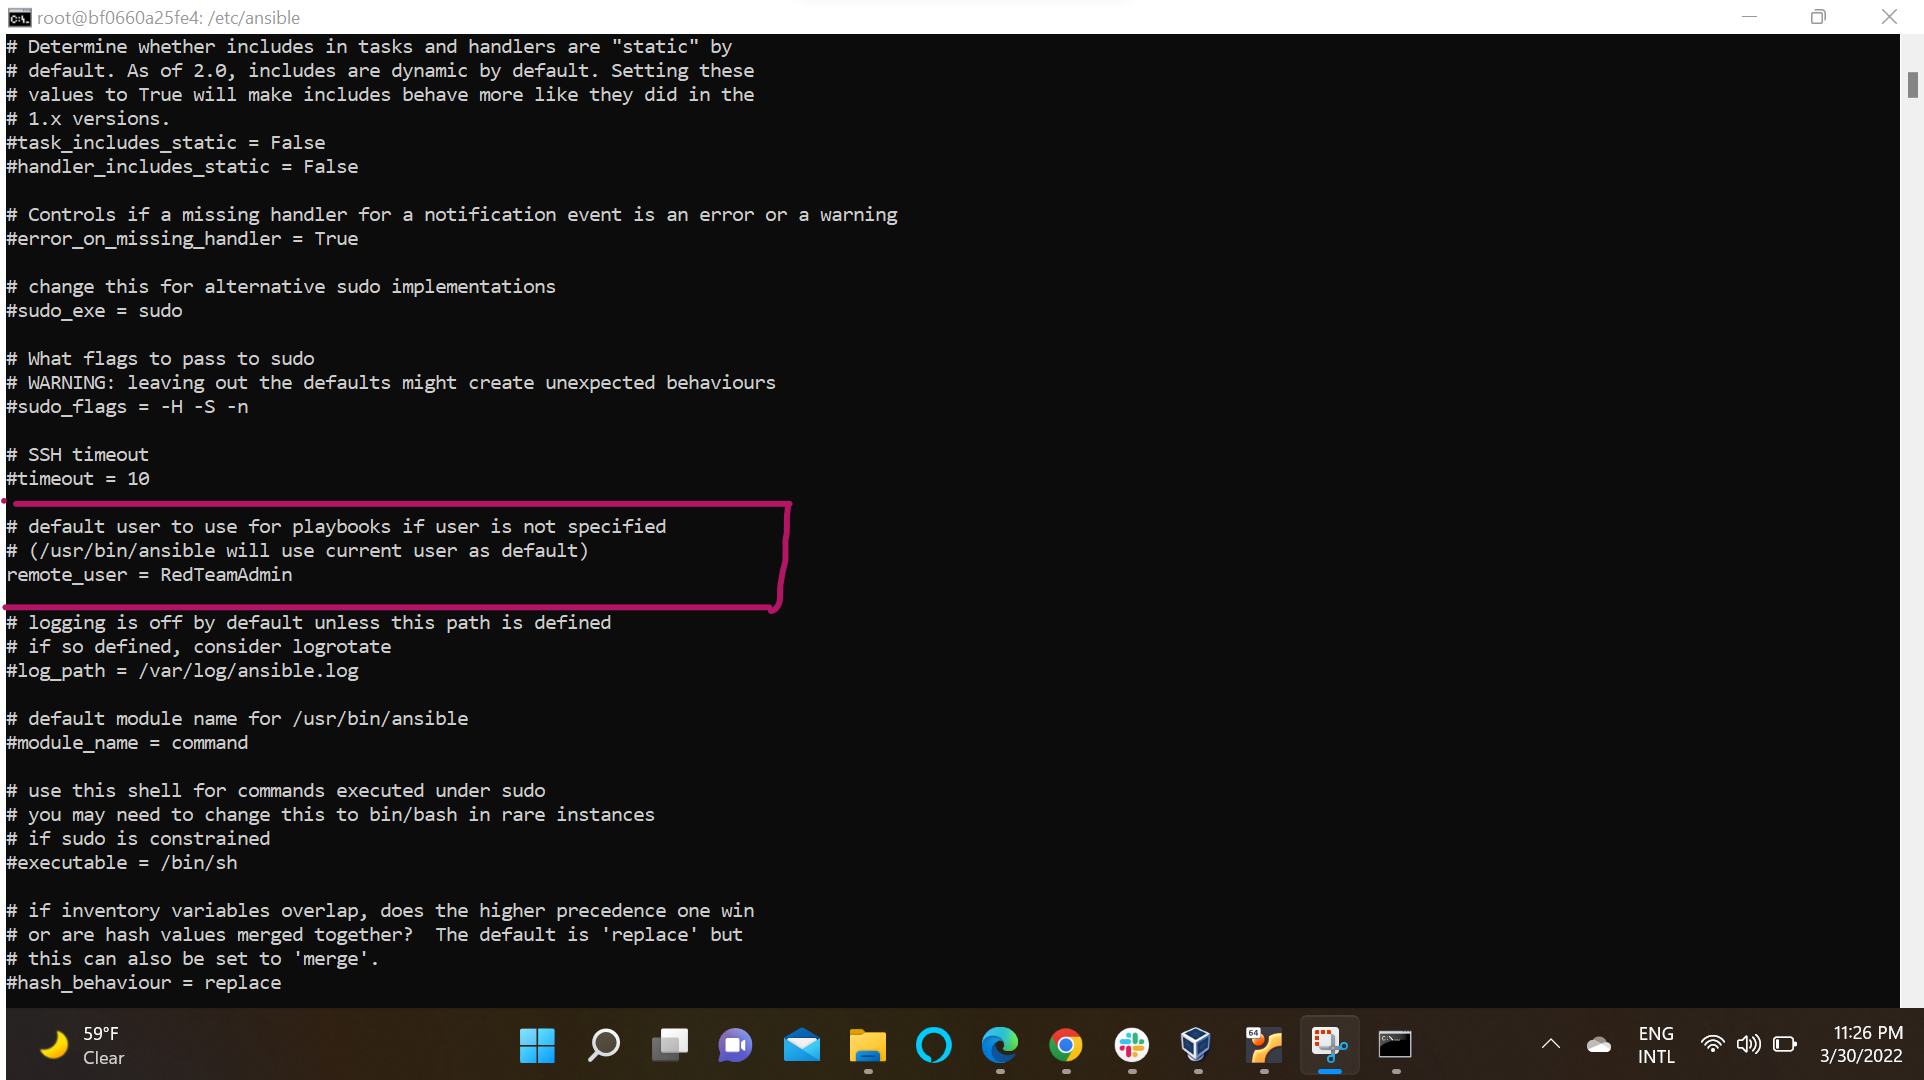 root@bf0660a25fe4: /etc/ansible
# Determine whether includes in tasks and handlers are "static" by
# default. As of 2.0, includes are dynamic by default. Setting these
# values to True will make includes behave more like they did in the
# 1.x versions.
#task_includes_static = False
#handler_includes_static = False
# Controls if a missing handler for a notification event is an error or a warning
#error_on_missing_handler = True
# change this for alternative sudo implementations
#sudo_exe = sudo
# What flags to pass to sudo
# WARNING: leaving out the defaults might create unexpected behaviours
#sudo_flags = -H -S -n
# SSH timeout
#timeout = 10
# default user to use for playbooks if user is not specified
# (/usr/bin/ansible will use current user as default)
remote_user = RedTeamAdmin
# logging is off by default unless this path is defined
# if so defined, consider logrotate
#log_path = /var/log/ansible.log
# default module name for /usr/bin/ansible
#module_name = command
# use this shell for commands executed under sudo
# you may need to change this to bin/bash in rare instances
# if sudo is constrained
#executable = /bin/sh
# if inventory variables overlap, does the higher precedence one win
# or are hash values merged together?  The default is 'replace' but
# this can also be set to 'merge'.
#hash_behaviour = replace
59°F
Clear
64
ENG
INTL
11:26 PM
3/30/2022